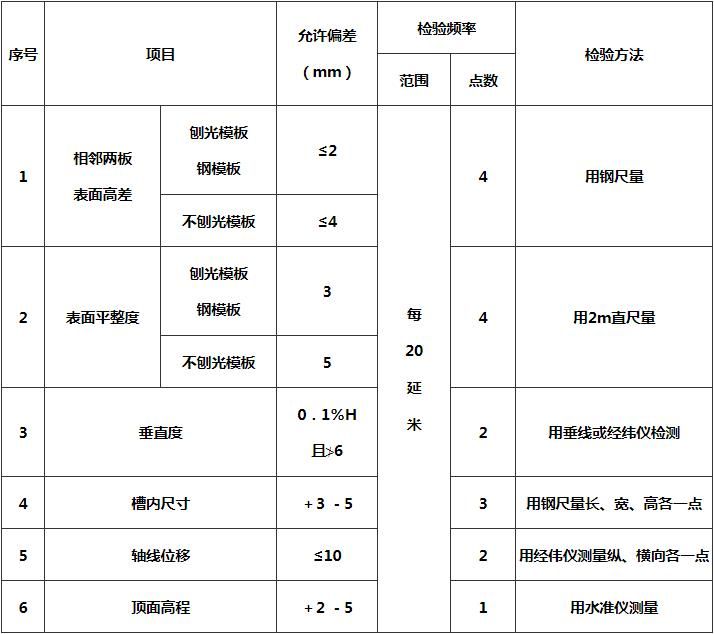 序号
项目
允许偏差
（mm）
检验频率
范围
点数
检验方法
1
相邻两板
表面高差
刨光模板
钢模板
≤2
不刨光模板
≤4
每
20
延
米
4
用钢尺量
2
表面平整度
刨光模板
钢模板
3
不刨光模板
5
4
用2m直尺量
3
垂直度
0．1%H
且≯6
2
用垂线或经纬仪检测
4
槽内尺寸
＋3 －5
3
用钢尺量长、宽、高各一点
5
轴线位移
≤10
2
用经伟仪测量纵、横向各一点
6
顶面高程
＋2 －5
1
用水准仪测量